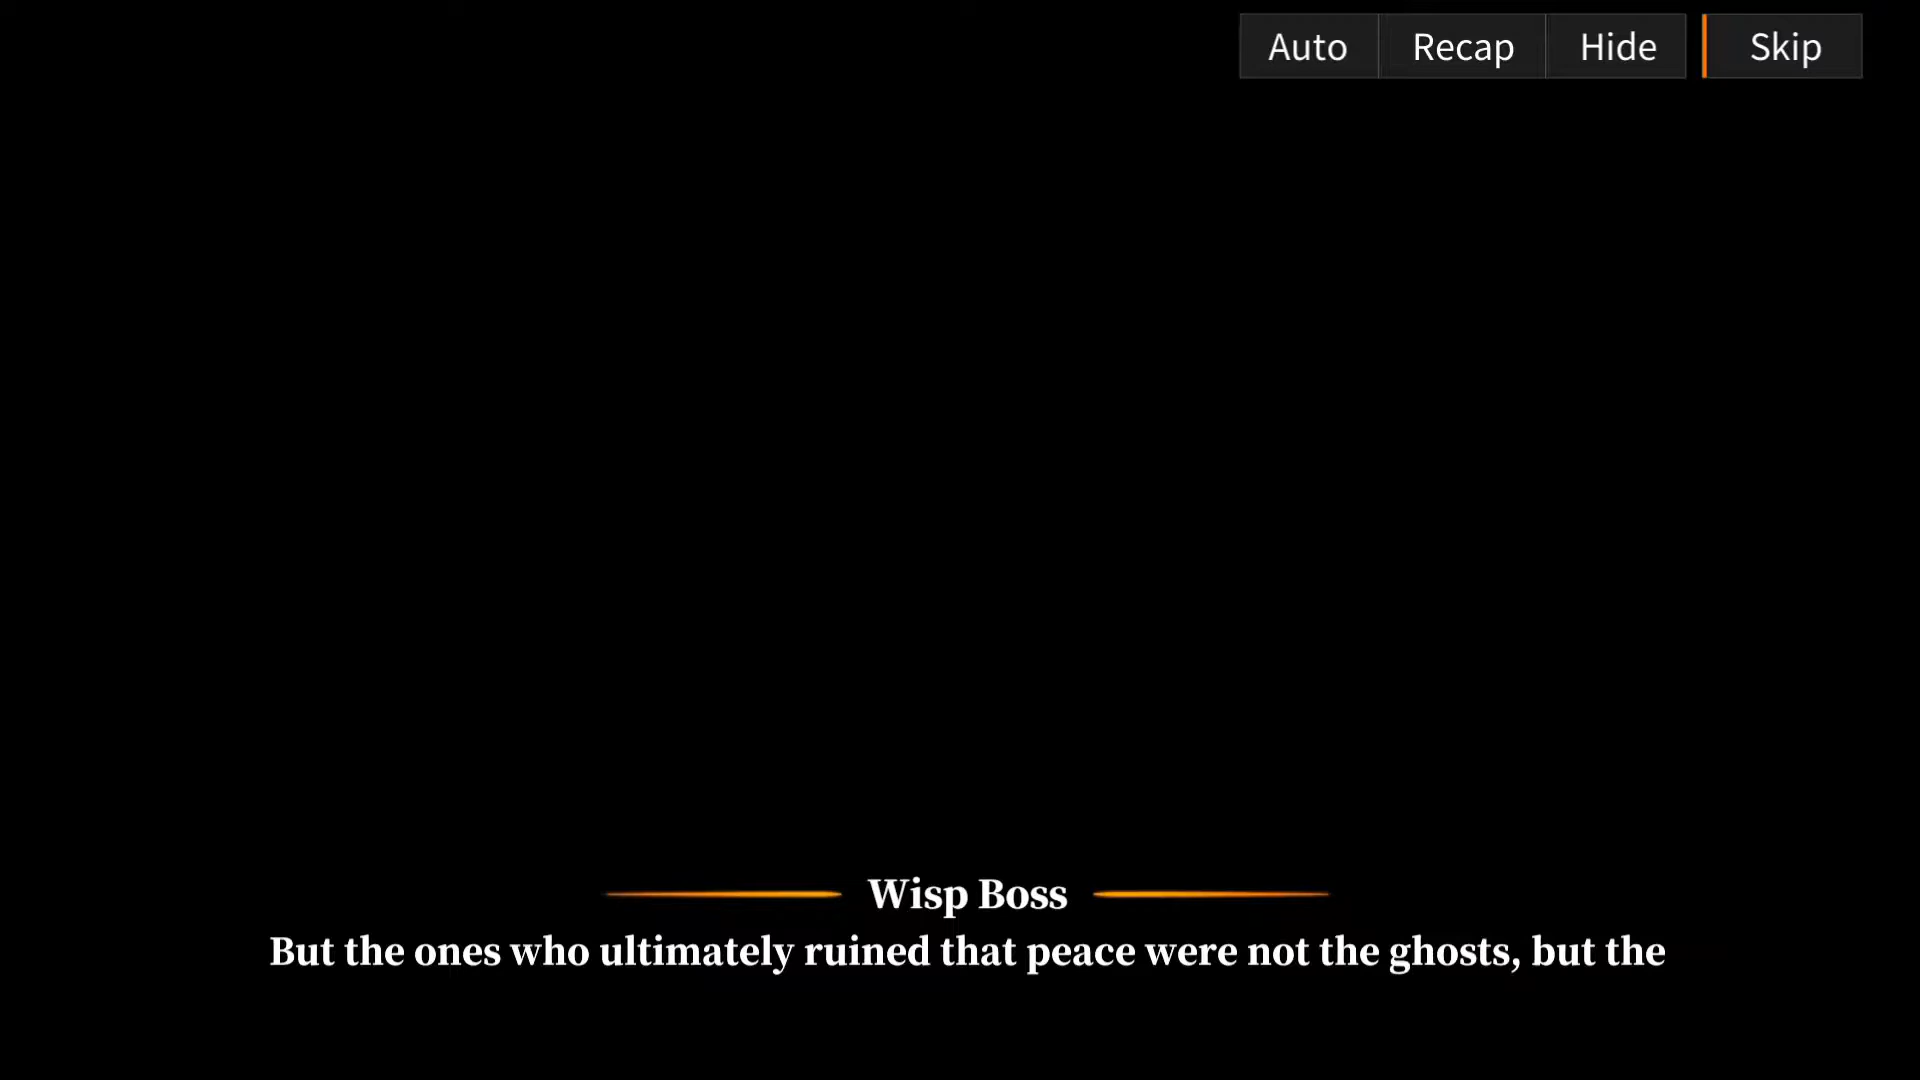 Auto Recap Hide Skip
Wisp Boss
But the ones who ultimately ruined that peace were not the ghosts, but the